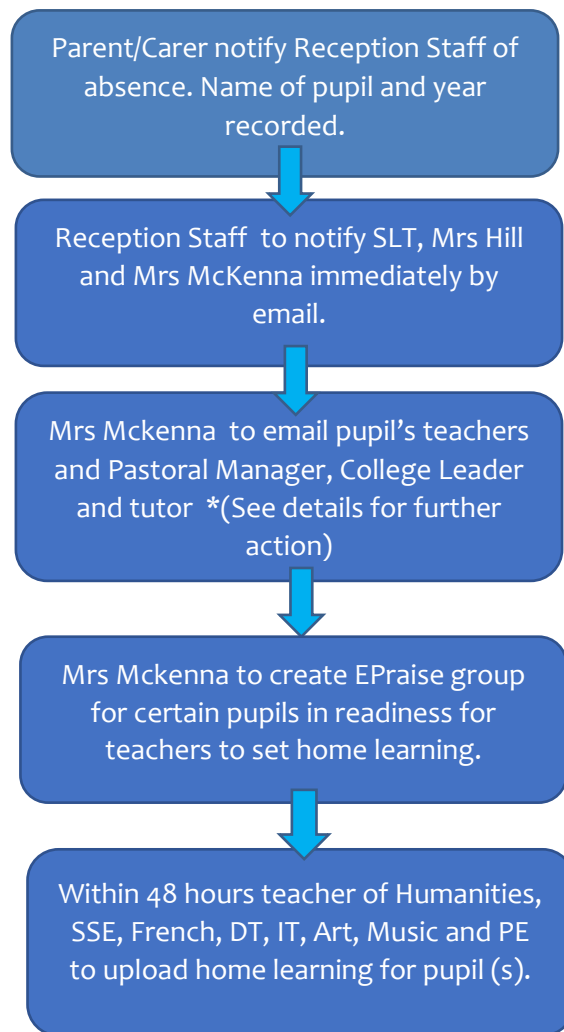 Parent/Carer notify Reception Staff of
absence. Name of pupil and year
recorded.
Reception Staff  to notify SLT, Mrs Hill
and Mrs McKenna immediately by
email.
Mrs Mckenna  to email pupil’s teachers
and Pastoral Manager, College Leader
and tutor  *(See details for further
action)
Mrs Mckenna to create EPraise group
for certain pupils in readiness for
teachers to set home learning.
Within 48 hours teacher of Humanities,
SSE, French, DT, IT, Art, Music and PE
to upload home learning for pupil (s).